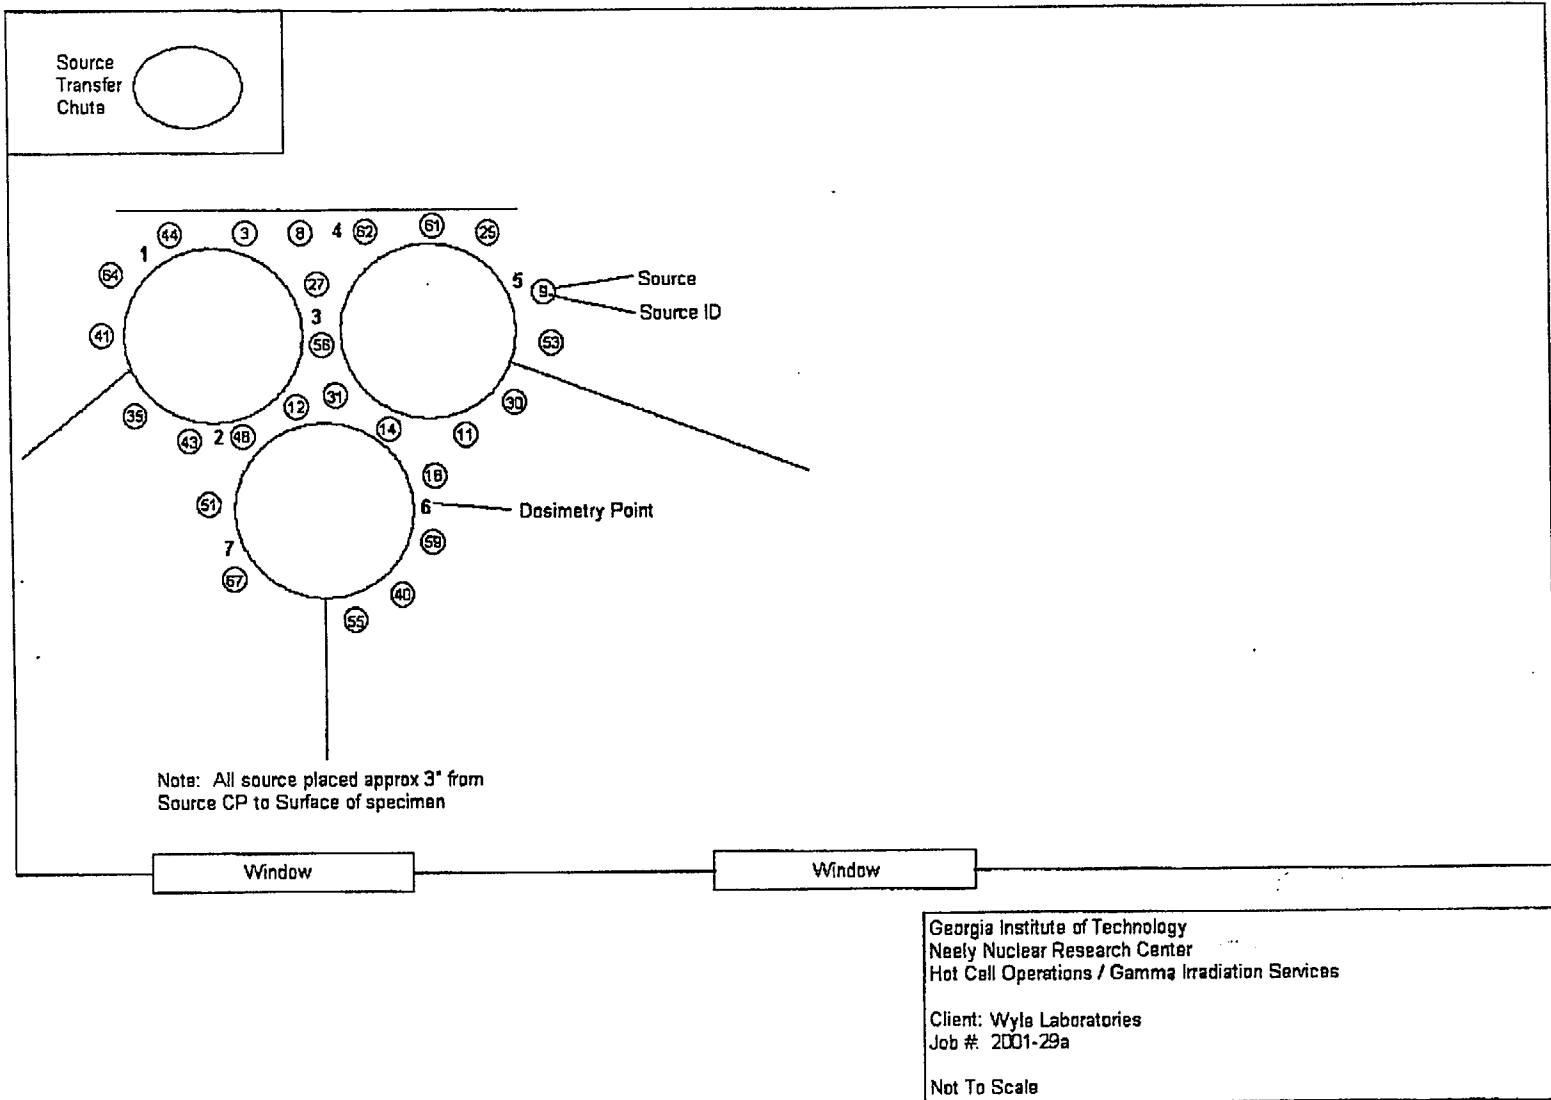 Source
Transfer
Chute
44 3 8 4 62 61 25
1
64
27
5 9 Source
Source ID
3
41 56 53
12 31 30
35
43 2 48 14 11
18
51 6 Dosimetry Point
7 59
67 40
55
Note: All source placed approx 3" from
Source CP to Surface of specimen
Window Window
Georgia Institute of Technology
Neely Nuclear Research Center
Hot Cell Operations / Gamma Irradiation Services
Client: Wyle Laboratories
Job #: 2001-29a
Not To Scale